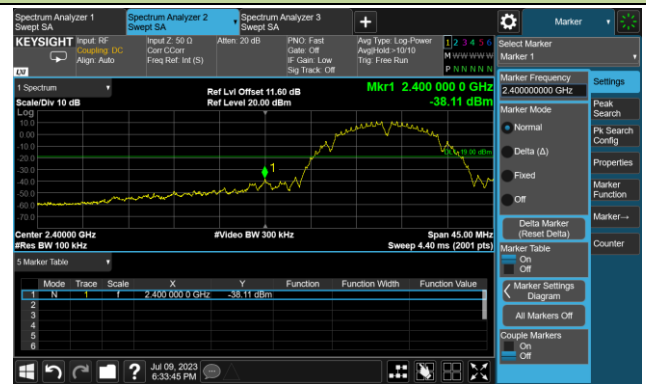 Spectrum Analyzer 1
Swept SA
Spectrum Analyzer 2
Swept SA
Spectrum Analyzer 3
Swept SA
Marker
KEYSIGHT
Input: RF
Coupling: DC
Align: Auto
Input Z: 50 Ω
Corr CCorr
Freq Ref: Int (S)
Atten: 20 dB
PNO: Fast
Gate: Off
IF Gain: Low
Sig Track: Off
Avg Type: Log-Power
Avg|Hold:>10/10
Trig: Free Run
1 2 3 4 5 6
M W W W W W
P N N N N N
LXI
Select Marker
Marker 1
1 Spectrum
Scale/Div 10 dB
Log
Ref Lvl Offset 11.60 dB
Ref Level 20.00 dBm
Mkr1 2.400 000 0 GHz
-38.11 dBm
10.0
0.00
-10.0
-20.0
-30.0
-40.0
-50.0
-60.0
-70.0
1
Center 2.40000 GHz
#Res BW 100 kHz
#Video BW 300 kHz
Span 45.00 MHz
Sweep 4.40 ms (2001 pts)
5 Marker Table
Mode Trace Scale X Y Function Function Width Function Value
1 N 1 f 2.400 000 0 GHz -38.11 dBm
2
3
4
5
6
Marker Frequency
2.400000000 GHz
Marker Mode
Normal
Delta (Δ)
Fixed
Off
Delta Marker
(Reset Delta)
Marker Table
On
Off
Marker Settings
Diagram
All Markers Off
Couple Markers
On
Off
Settings
Peak
Search
Pk Search
Config
Properties
Marker
Function
Marker→
Counter
Jul 09, 2023
6:33:45 PM